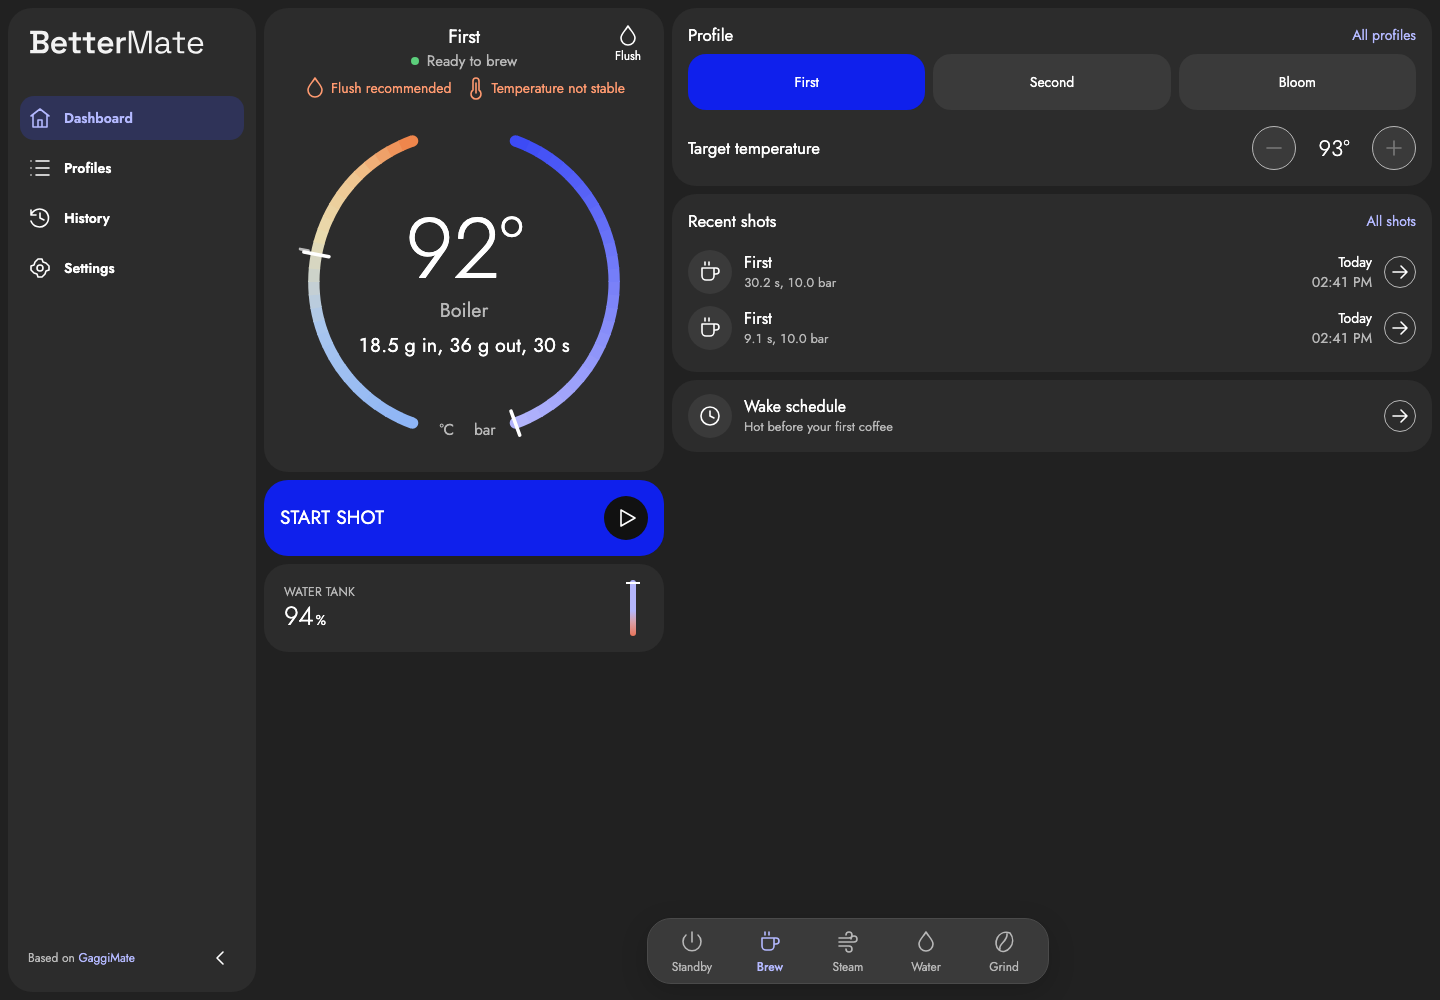 BetterMate
Dashboard
Profiles
History
Settings
Based on GaggiMate
First
Ready to brew
Flush
Flush recommended
Temperature not stable
92°
Boiler
18.5 g in, 36 g out, 30 s
°C
bar
START SHOT
WATER TANK
94%
Profile
All profiles
First
Second
Bloom
Target temperature
93°
Recent shots
All shots
First
Today
30.2 s, 10.0 bar
02:41 PM
First
Today
9.1 s, 10.0 bar
02:41 PM
Wake schedule
Hot before your first coffee
Standby
Brew
Steam
Water
Grind